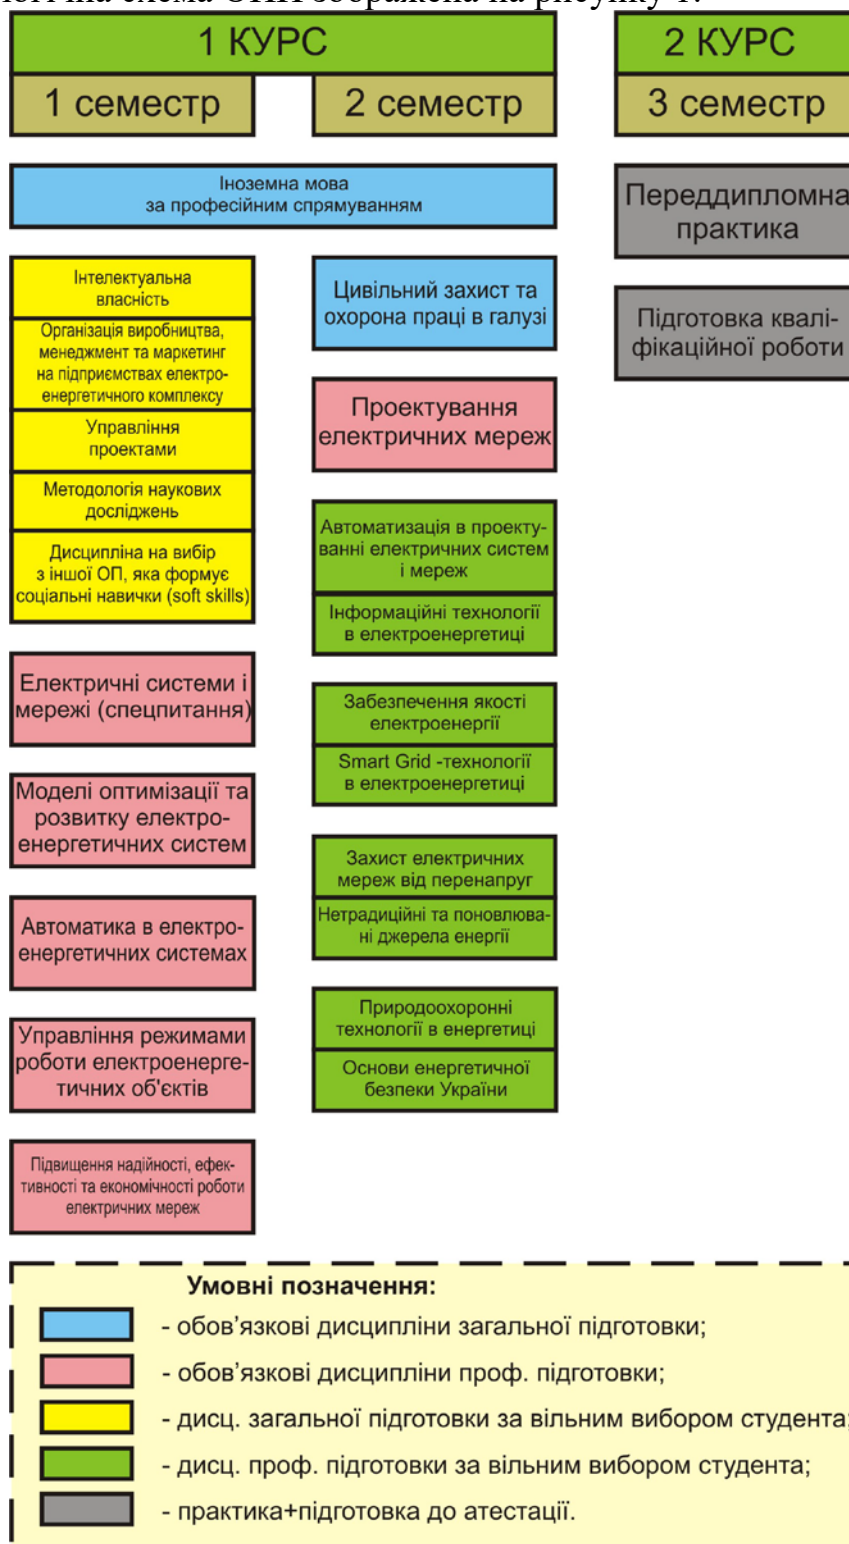 схема ОПП зображена на рисунку 1.
1 КУРС
2 КУРС
1 семестр
2 семестр
3 семестр
Іноземна мова
за професійним спрямуванням
Інтелектуальна
власність
Організація виробництва,
менеджмент та маркетинг
на підприємствах електро-
енергетичного комплексу
Управління
проектами
Методологія наукових
досліджень
Дисципліна на вибір
з іншої ОП, яка формує
соціальні навички (soft skills)
Електричні системи і
мережі (спецпитання)
Моделі оптимізації та
розвитку електро-
енергетичних систем
Автоматика в електро-
енергетичних системах
Управління режимами
роботи електроенерге-
тичних об'єктів
Підвищення надійності, ефек-
тивності та економічності роботи
електричних мереж
Цивільний захист та
охорона праці в галузі
Проектування
електричних мереж
Автоматизація в проекту-
ванні електричних систем
і мереж
Інформаційні технології
в електроенергетиці
Забезпечення якості
електроенергії
Smart Grid -технології
в електроенергетиці
Захист електричних
мереж від перенапруг
Нетрадиційні та поновлюва-
ні джерела енергії
Природоохоронні
технології в енергетиці
Основи енергетичної
безпеки України
Переддипломна
практика
Підготовка квалі-
фікаційної роботи
Умовні позначення:
- обов’язкові дисципліни загальної підготовки;
- обов’язкові дисципліни проф. підготовки;
- дисц. загальної підготовки за вільним вибором студента;
- дисц. проф. підготовки за вільним вибором студента;
- практика+підготовка до атестації.